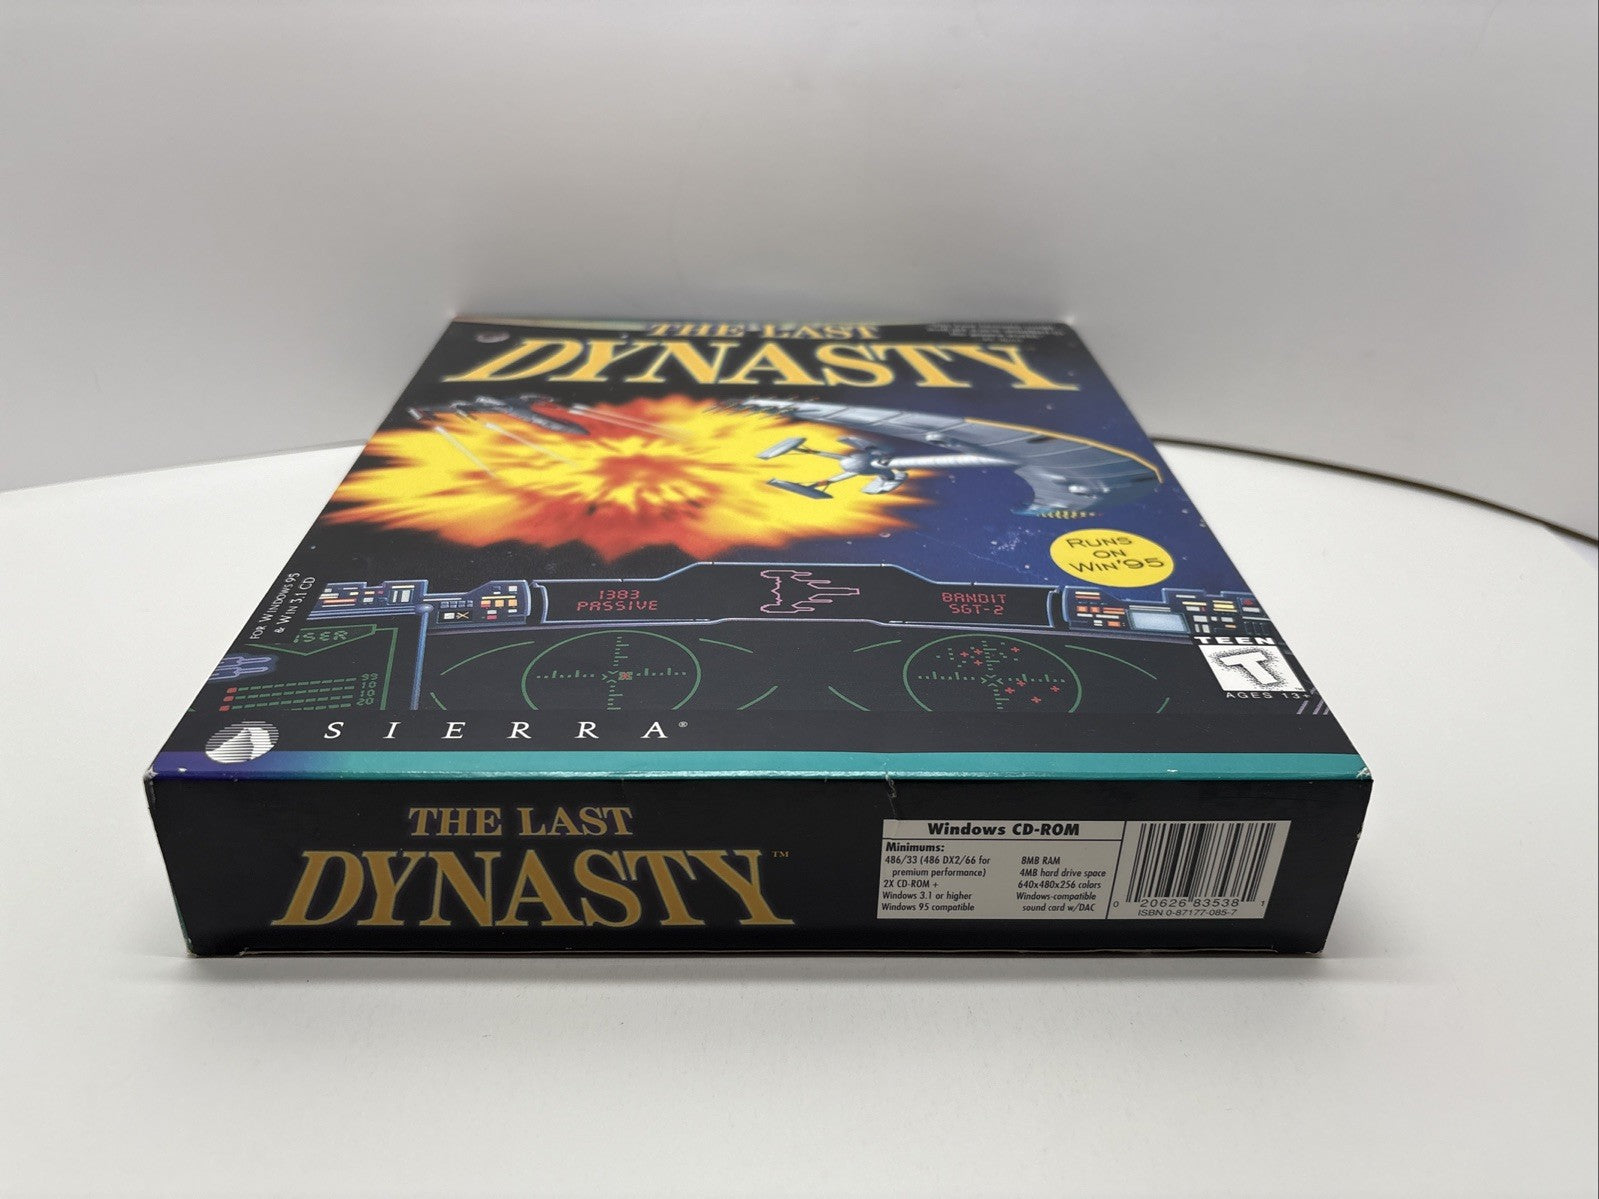 THE LAST
DYNASTY
RUNS
ON
WIN'95
FOR WINDOWS 95
& WIN 3.1 CD
1383
PASSIVE
BANDIT
SGT-2
SER
TEEN
T
AGES 13+
SIERRA®
THE LAST
DYNASTY™
Windows CD-ROM
Minimums:
486/33 (486 DX2/66 for
premium performance)
2X CD-ROM +
Windows 3.1 or higher
Windows 95 compatible
8MB RAM
4MB hard drive space
640x480x256 colors
Windows-compatible
sound card w/DAC
0 20626 83538 1
ISBN 0-87177-085-7